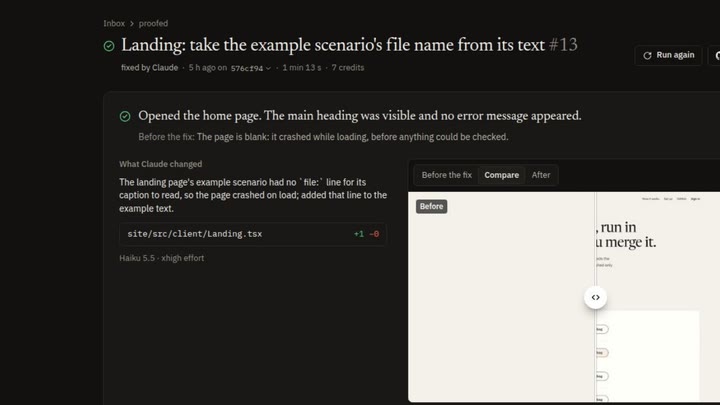 Inbox > proofed
Landing: take the example scenario's file name from its text #13
Run again
fixed by Claude · 5 h ago on 576cf94 · 1 min 13 s · 7 credits
Opened the home page. The main heading was visible and no error message appeared.
Before the fix: The page is blank: it crashed while loading, before anything could be checked.
What Claude changed
The landing page's example scenario had no `file:` line for its
caption to read, so the page crashed on load; added that line to the
example text.
site/src/client/Landing.tsx +1 −0
Haiku 5.5 · xhigh effort
Before the fix Compare After
Before
, run in
u merge it.